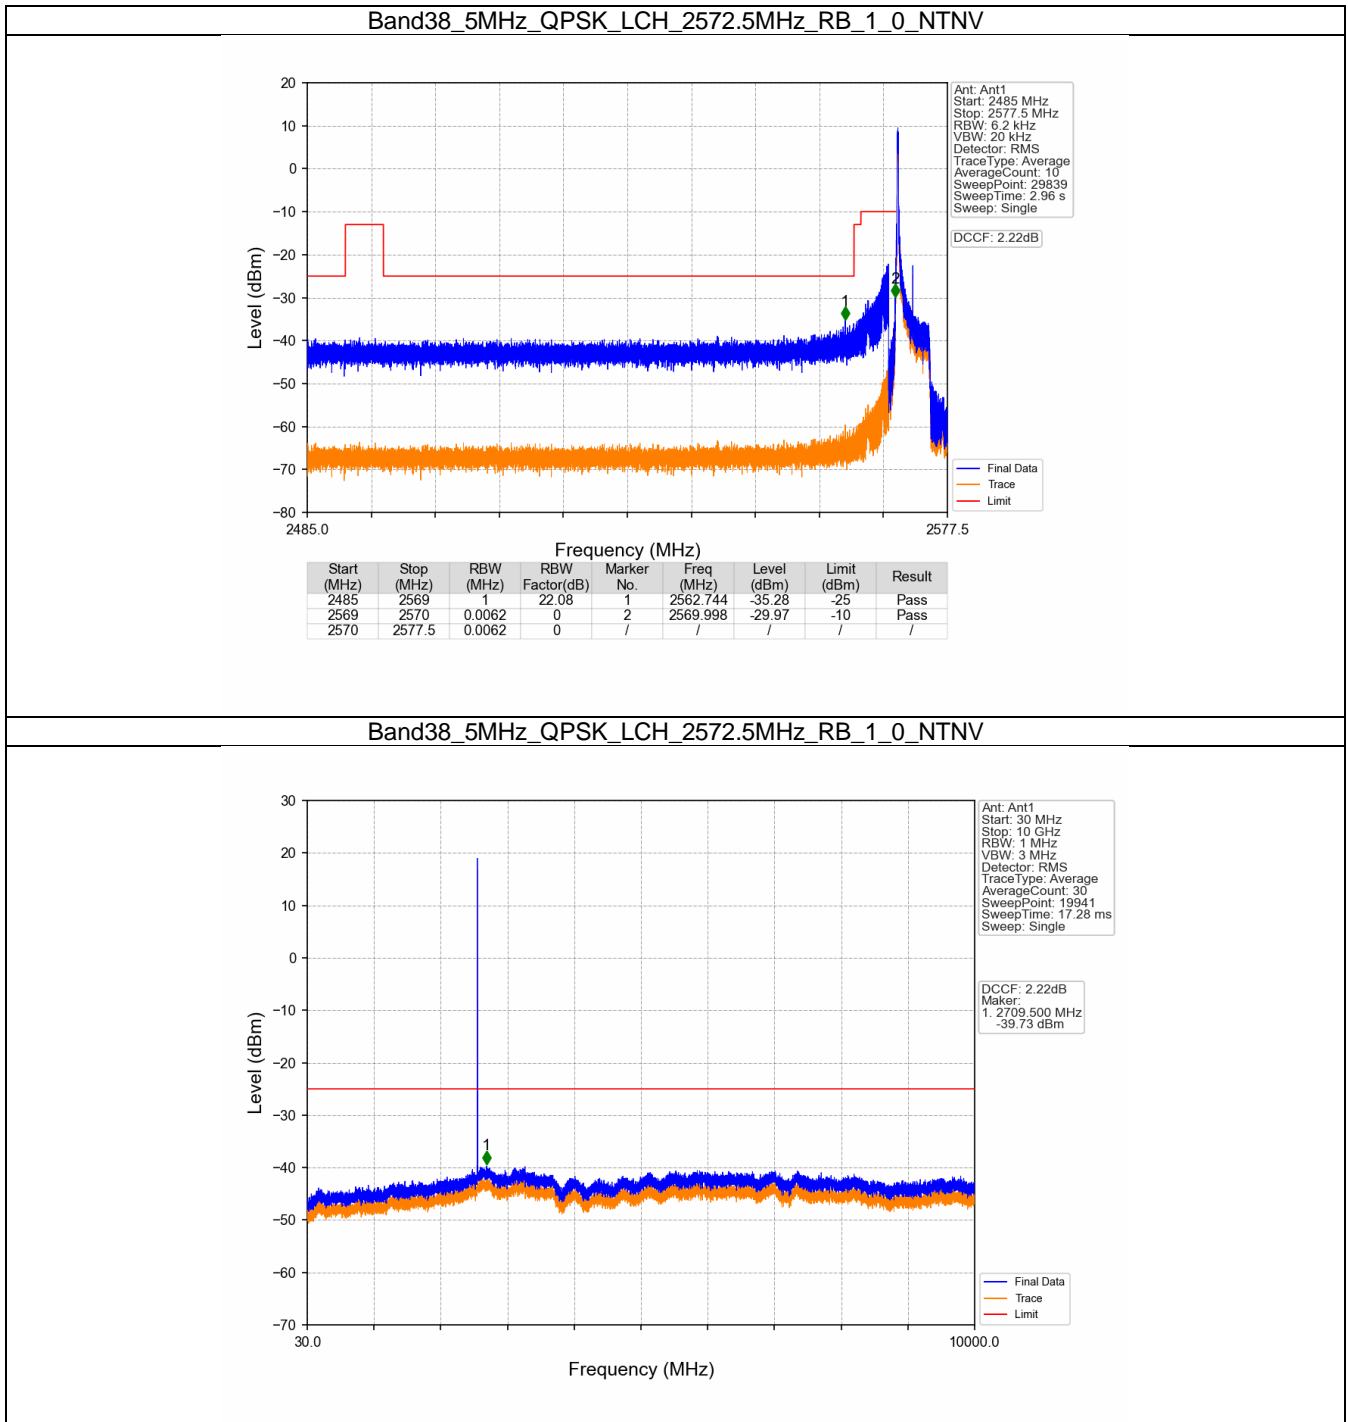 Band38_5MHz_QPSK_LCH_2572.5MHz_RB_1_0_NTNV
20
10
0
−10
−20
−30
−40
−50
−60
−70
−80
Level (dBm)
1
2
2485.0
2577.5
Frequency (MHz)
Ant: Ant1
Start: 2485 MHz
Stop: 2577.5 MHz
RBW: 6.2 kHz
VBW: 20 kHz
Detector: RMS
TraceType: Average
AverageCount: 10
SweepPoint: 29839
SweepTime: 2.96 s
Sweep: Single
DCCF: 2.22dB
Final Data
Trace
Limit
Start (MHz) Stop (MHz) RBW (MHz) RBW Factor(dB) Marker No. Freq (MHz) Level (dBm) Limit (dBm) Result
2485 2569 1 22.08 1 2562.744 -35.28 -25 Pass
2569 2570 0.0062 0 2 2569.998 -29.97 -10 Pass
2570 2577.5 0.0062 0 / / / / /
Band38_5MHz_QPSK_LCH_2572.5MHz_RB_1_0_NTNV
30
20
10
0
−10
−20
−30
−40
−50
−60
−70
Level (dBm)
1
30.0
10000.0
Frequency (MHz)
Ant: Ant1
Start: 30 MHz
Stop: 10 GHz
RBW: 1 MHz
VBW: 3 MHz
Detector: RMS
TraceType: Average
AverageCount: 30
SweepPoint: 19941
SweepTime: 17.28 ms
Sweep: Single
DCCF: 2.22dB
Maker:
1. 2709.500 MHz
-39.73 dBm
Final Data
Trace
Limit